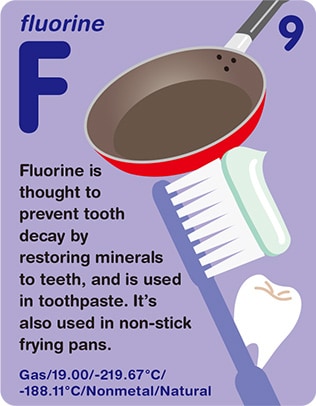 fluorine
F
9
Fluorine is
thought to
prevent tooth
decay by
restoring minerals
to teeth, and is used
in toothpaste. It's
also used in non-stick
frying pans.
Gas/19.00/-219.67°C/
-188.11°C/Nonmetal/Natural